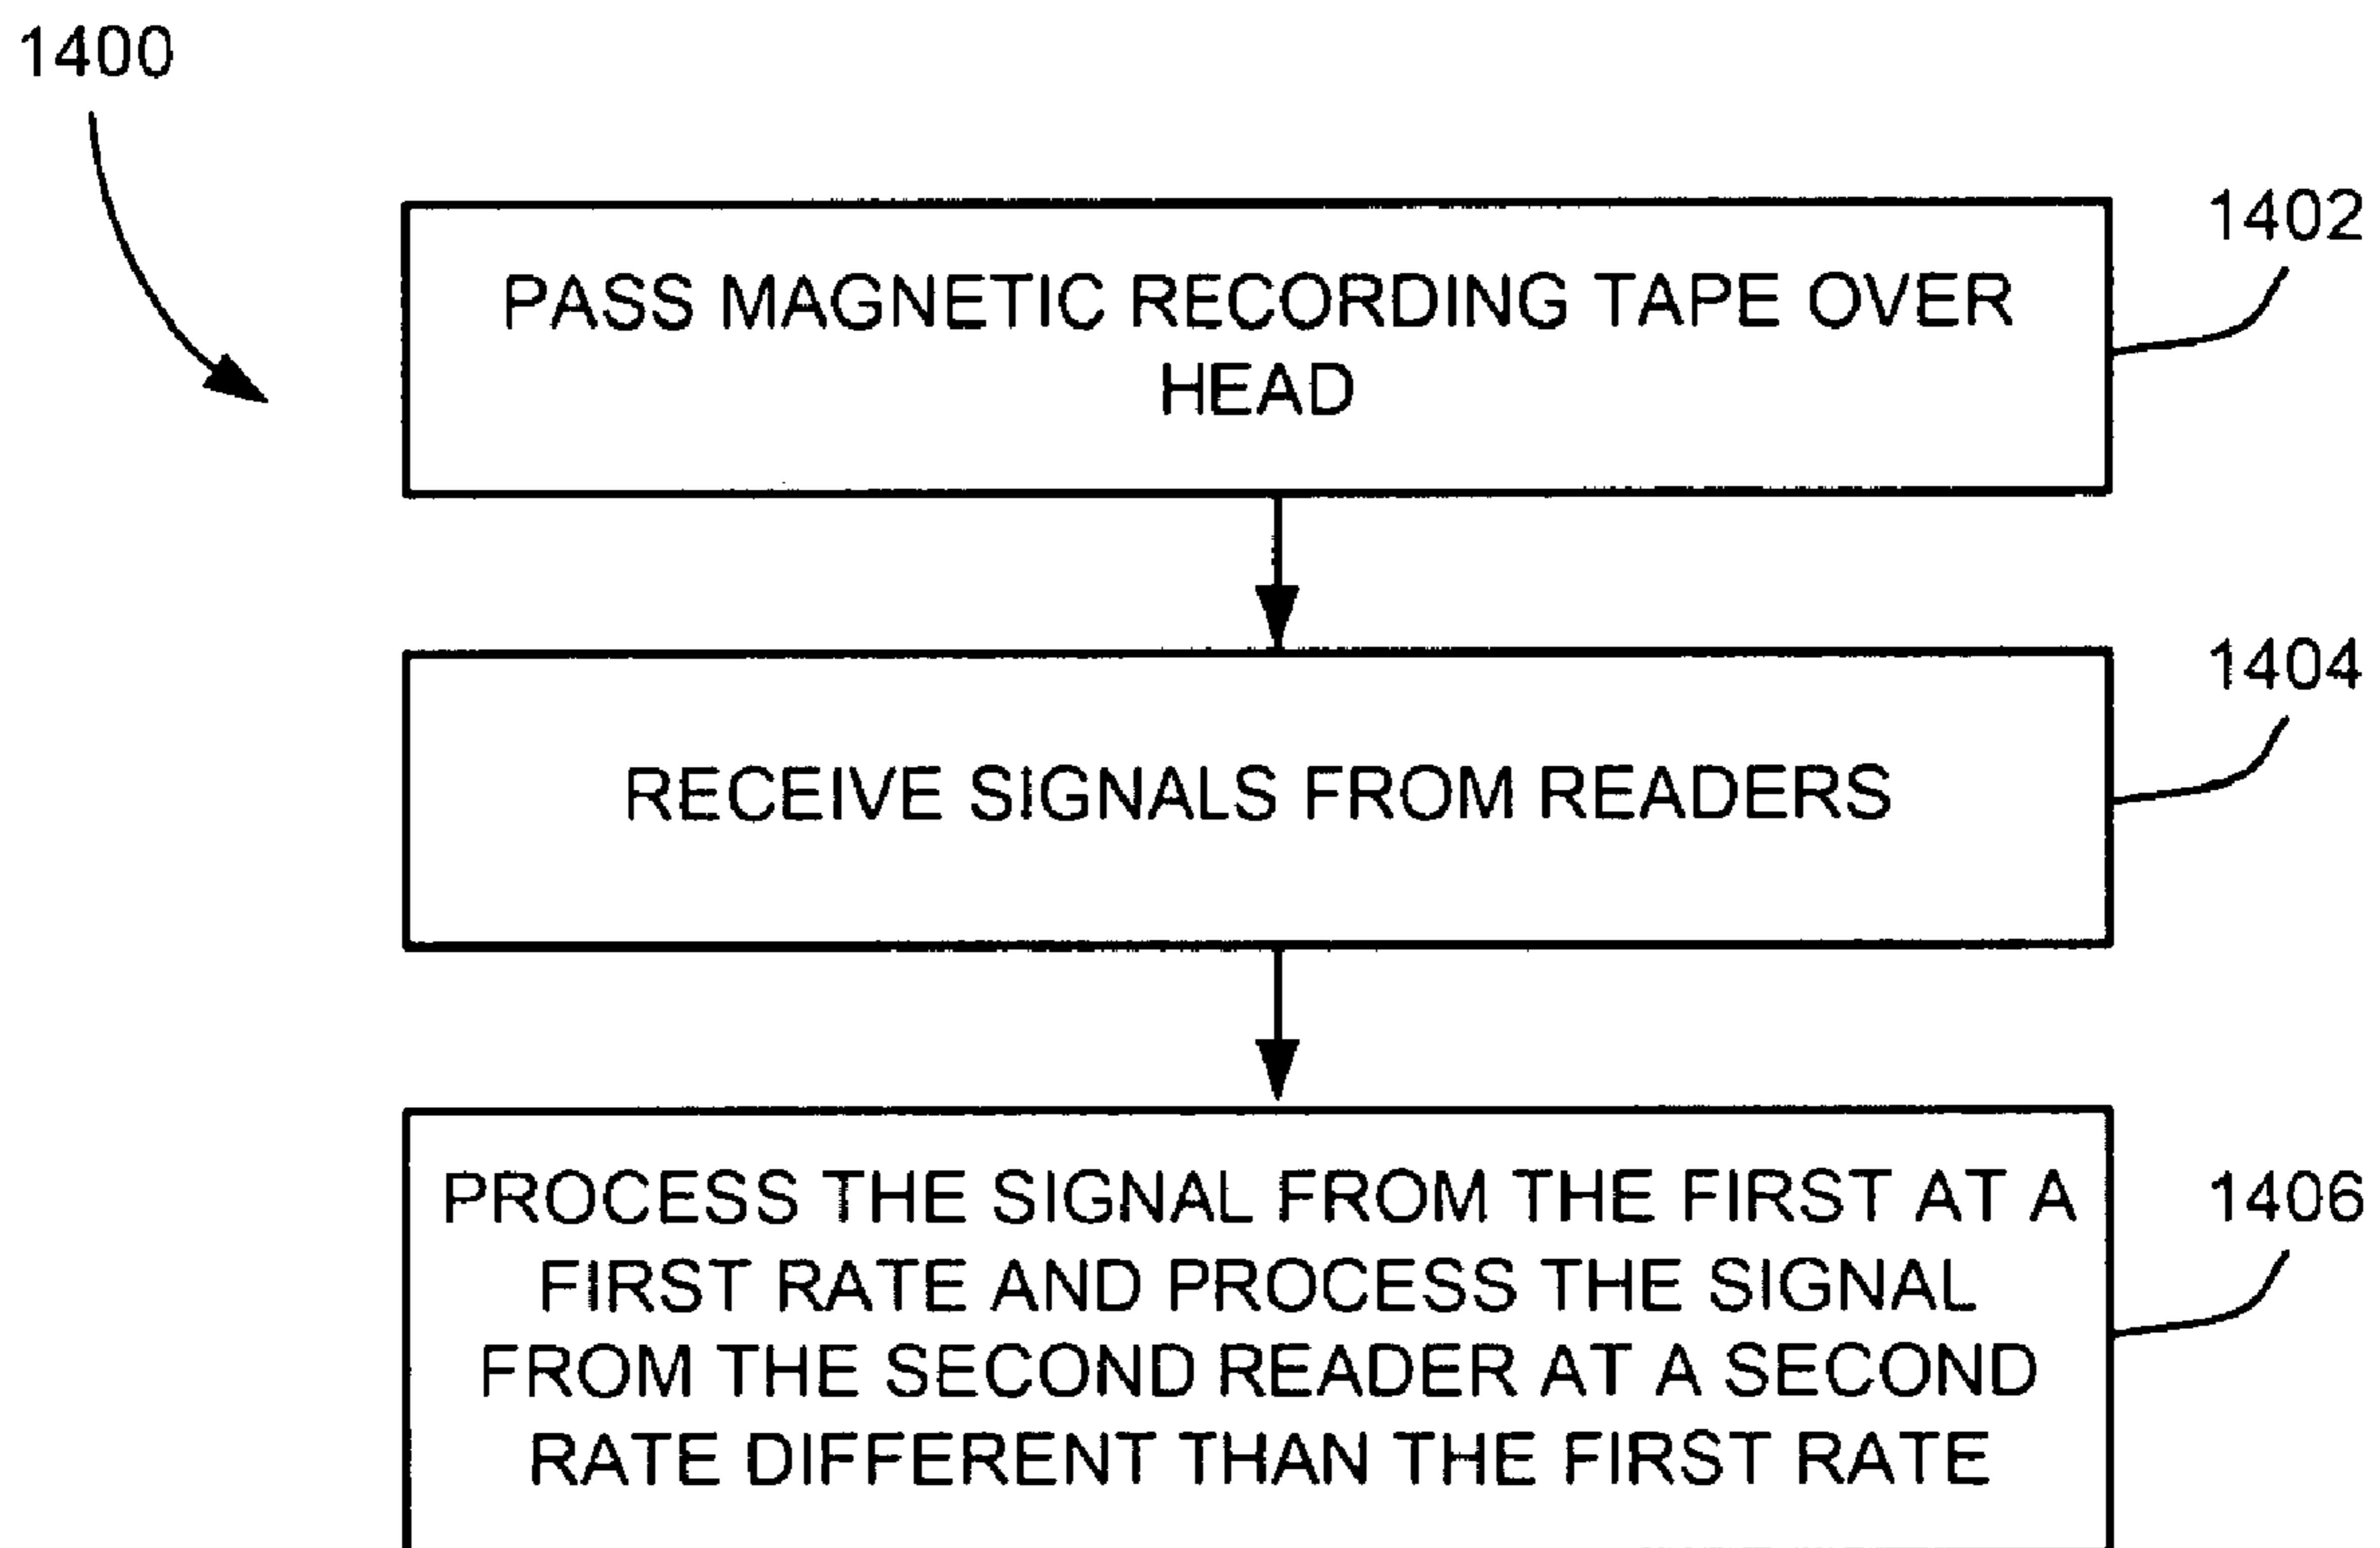 1400
1402
PASS MAGNETIC RECORDING TAPE OVER
HEAD
1404
RECEIVE SIGNALS FROM READERS
1406
PROCESS THE SIGNAL FROM THE FIRST AT A
FIRST RATE AND PROCESS THE SIGNAL
FROM THE SECOND READER AT A SECOND
RATE DIFFERENT THAN THE FIRST RATE